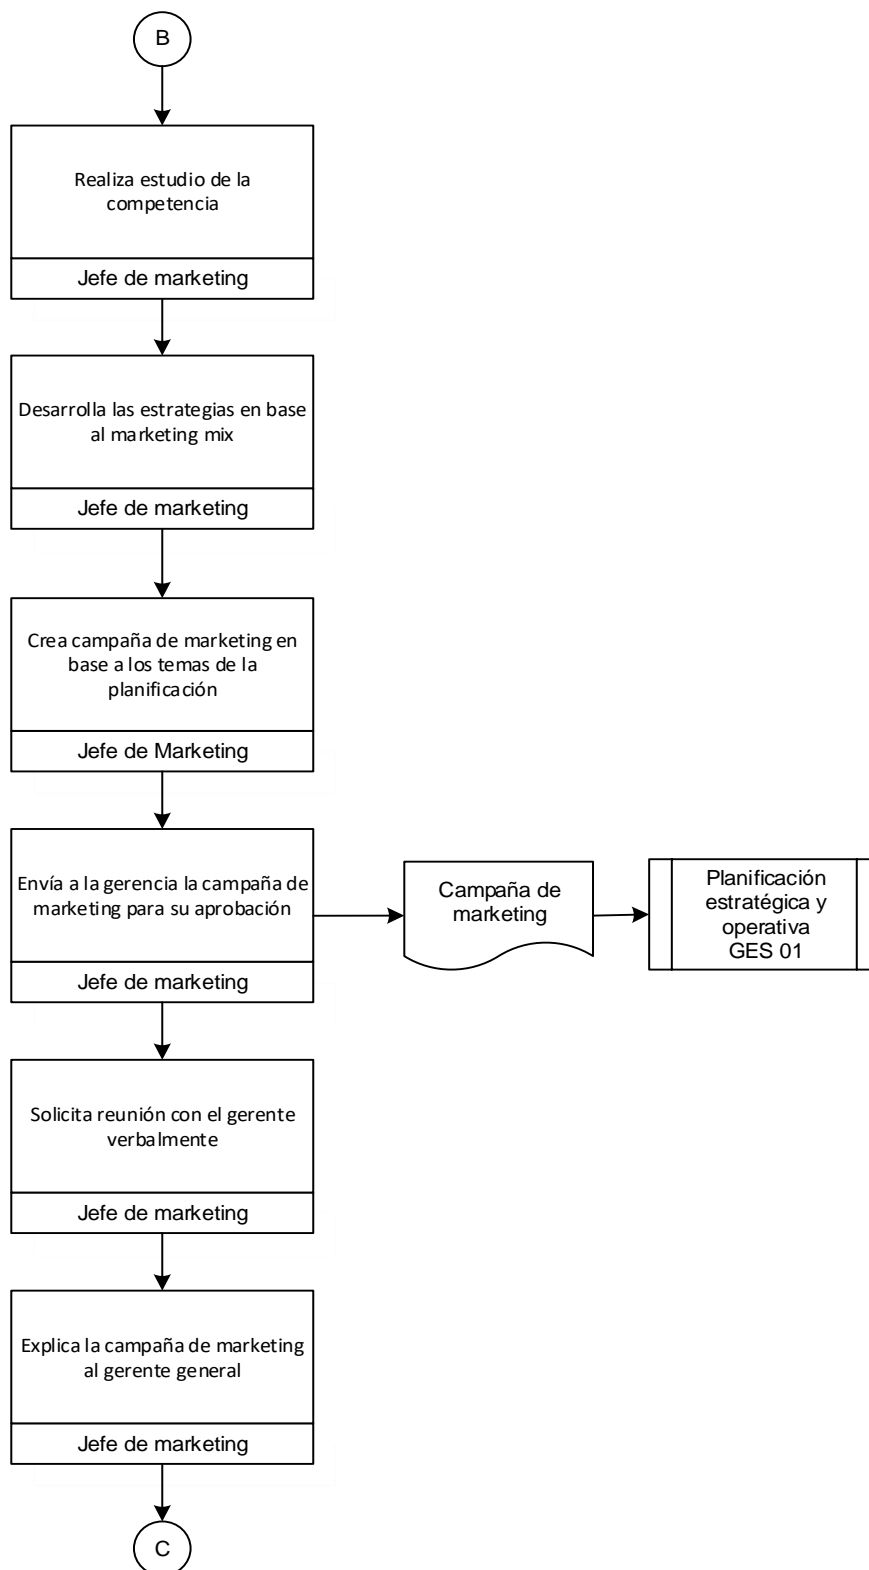 B
Realiza estudio de la
competencia
Jefe de marketing
Desarrolla las estrategias en base
al marketing mix
Jefe de marketing
Crea campaña de marketing en
base a los temas de la
planificación
Jefe de Marketing
Envía a la gerencia la campaña de
marketing para su aprobación
Jefe de marketing
Campaña de
marketing
Planificación
estratégica y
operativa
GES 01
Solicita reunión con el gerente
verbalmente
Jefe de marketing
Explica la campaña de marketing
al gerente general
Jefe de marketing
C